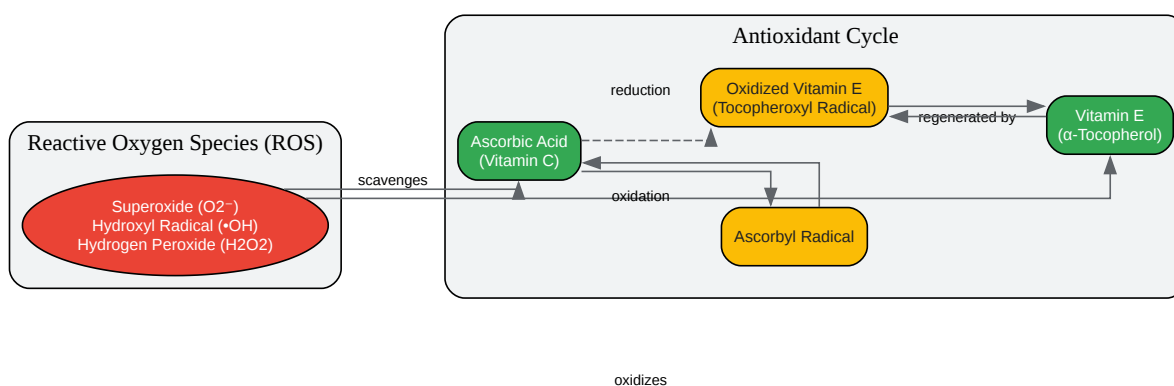 Antioxidant Cycle
reduction
Oxidized Vitamin E
(Tocopheroxyl Radical)
regenerated by
Vitamin E
(α-Tocopherol)
Reactive Oxygen Species (ROS)
Ascorbic Acid
(Vitamin C)
scavenges
oxidation
Superoxide (O2⁻)
Hydroxyl Radical (•OH)
Hydrogen Peroxide (H2O2)
Ascorbyl Radical
oxidizes